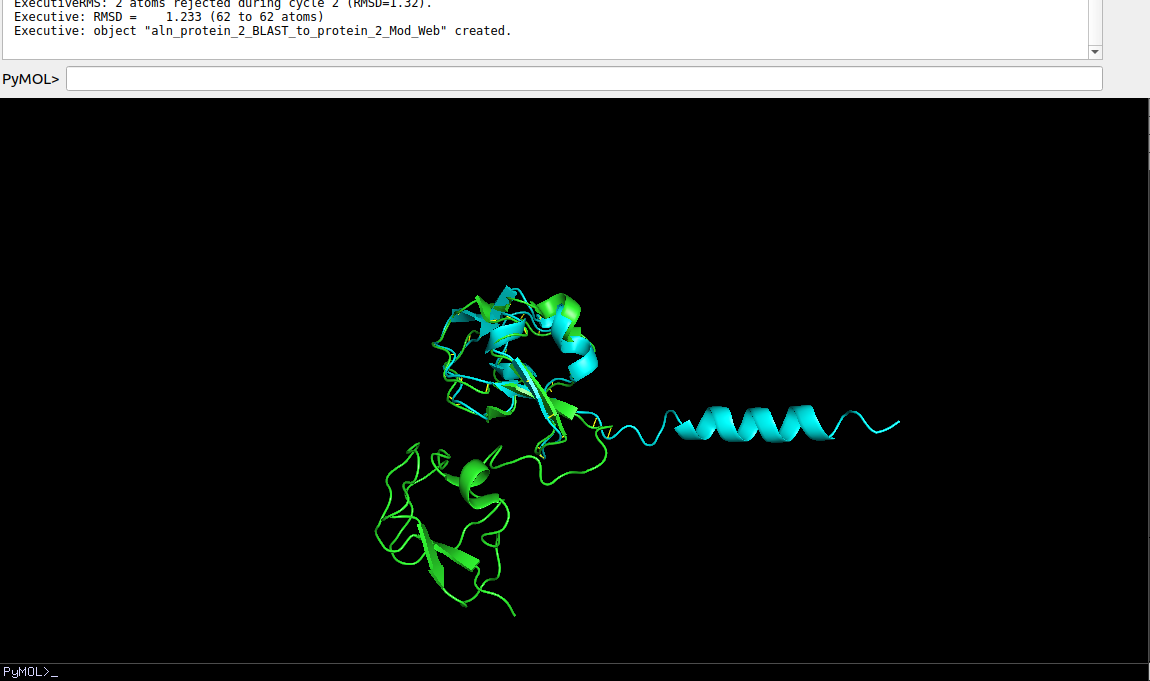 ExecutiveRMS: 2 atoms rejected during cycle 2 (RMSD=1.32).
Executive: RMSD =    1.233 (62 to 62 atoms)
Executive: object "aln_protein_2_BLAST_to_protein_2_Mod_Web" created.
PyMOL>
PyMOL>_